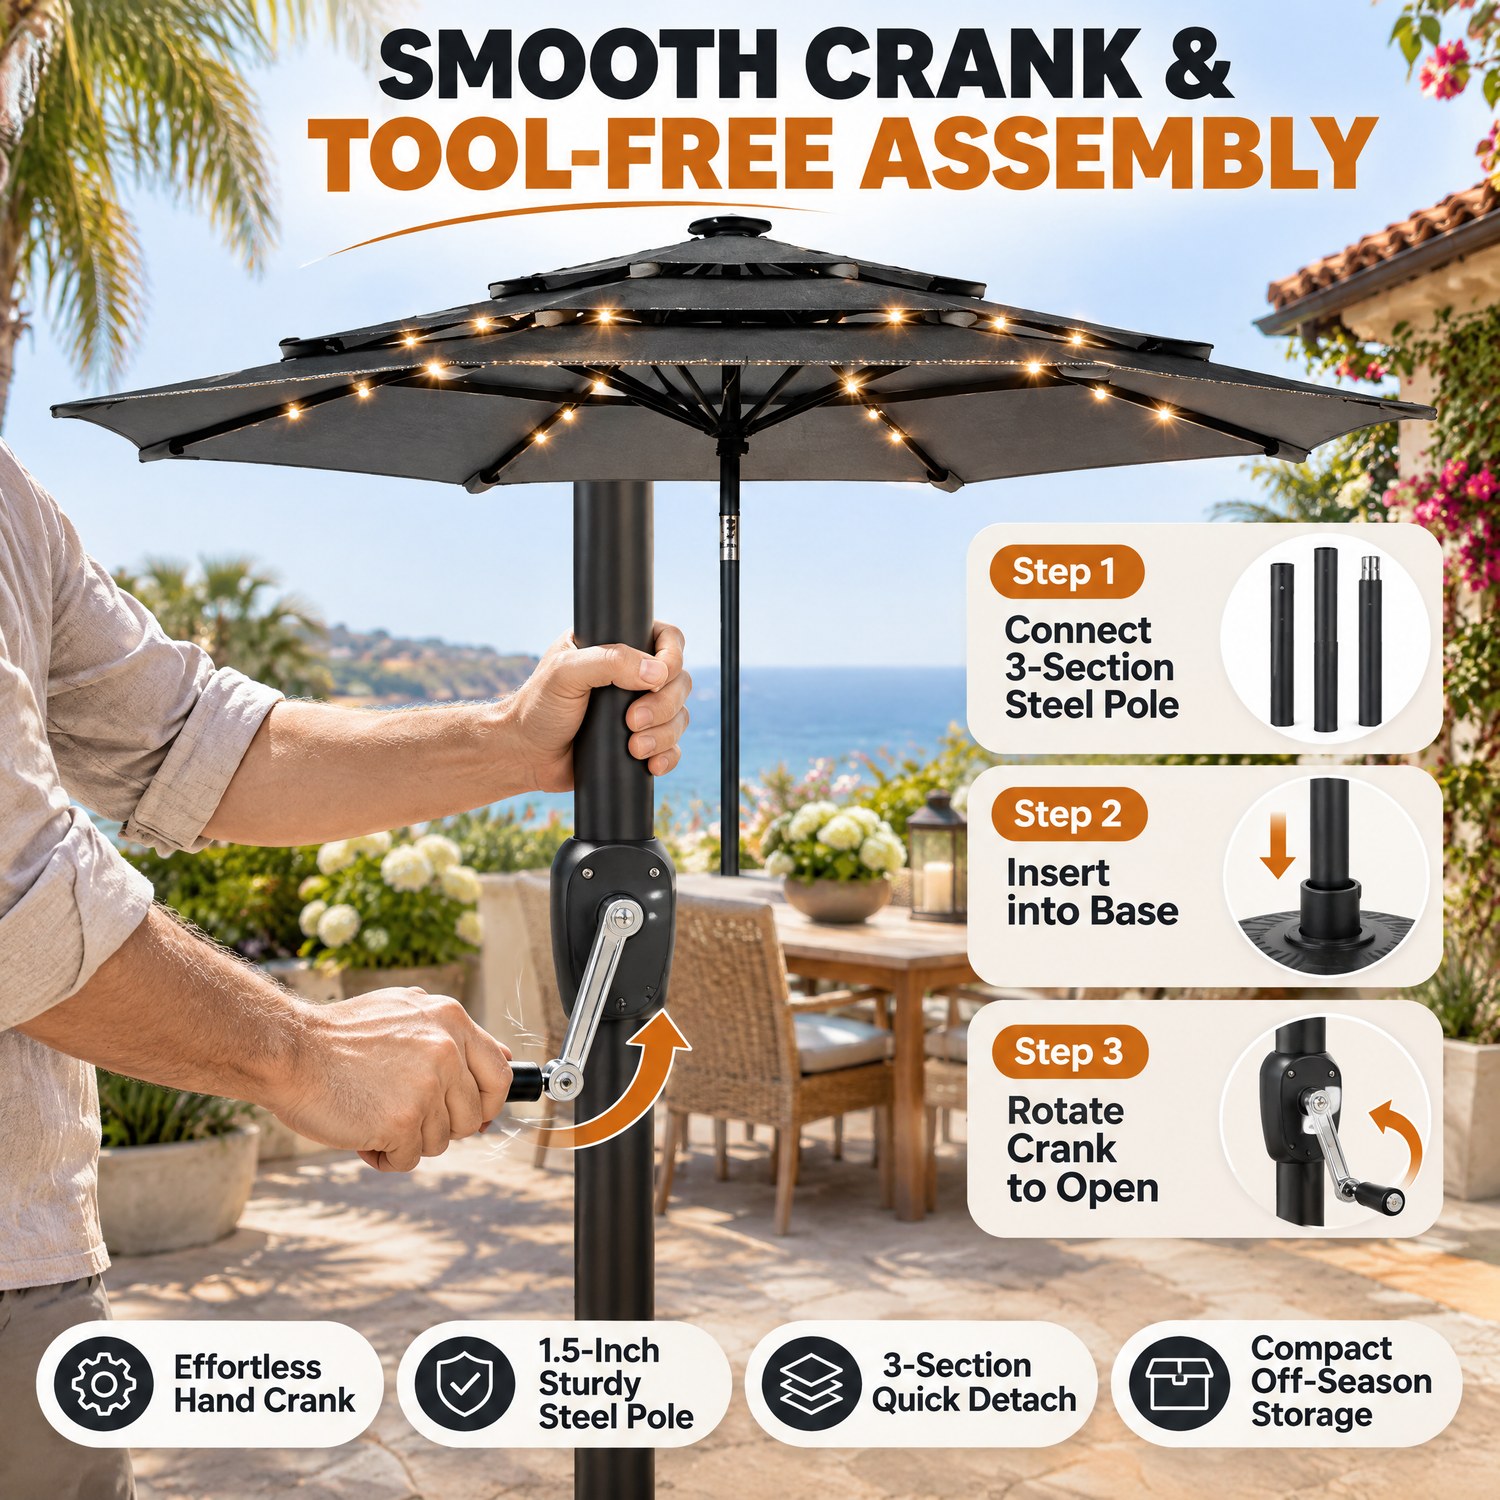 SMOOTH CRANK &
TOOL-FREE ASSEMBLY
Step 1
Connect
3-Section
Steel Pole
Step 2
Insert
into Base
Step 3
Rotate
Crank
to Open
Effortless
Hand Crank
1.5-Inch
Sturdy
Steel Pole
3-Section
Quick Detach
Compact
Off-Season
Storage